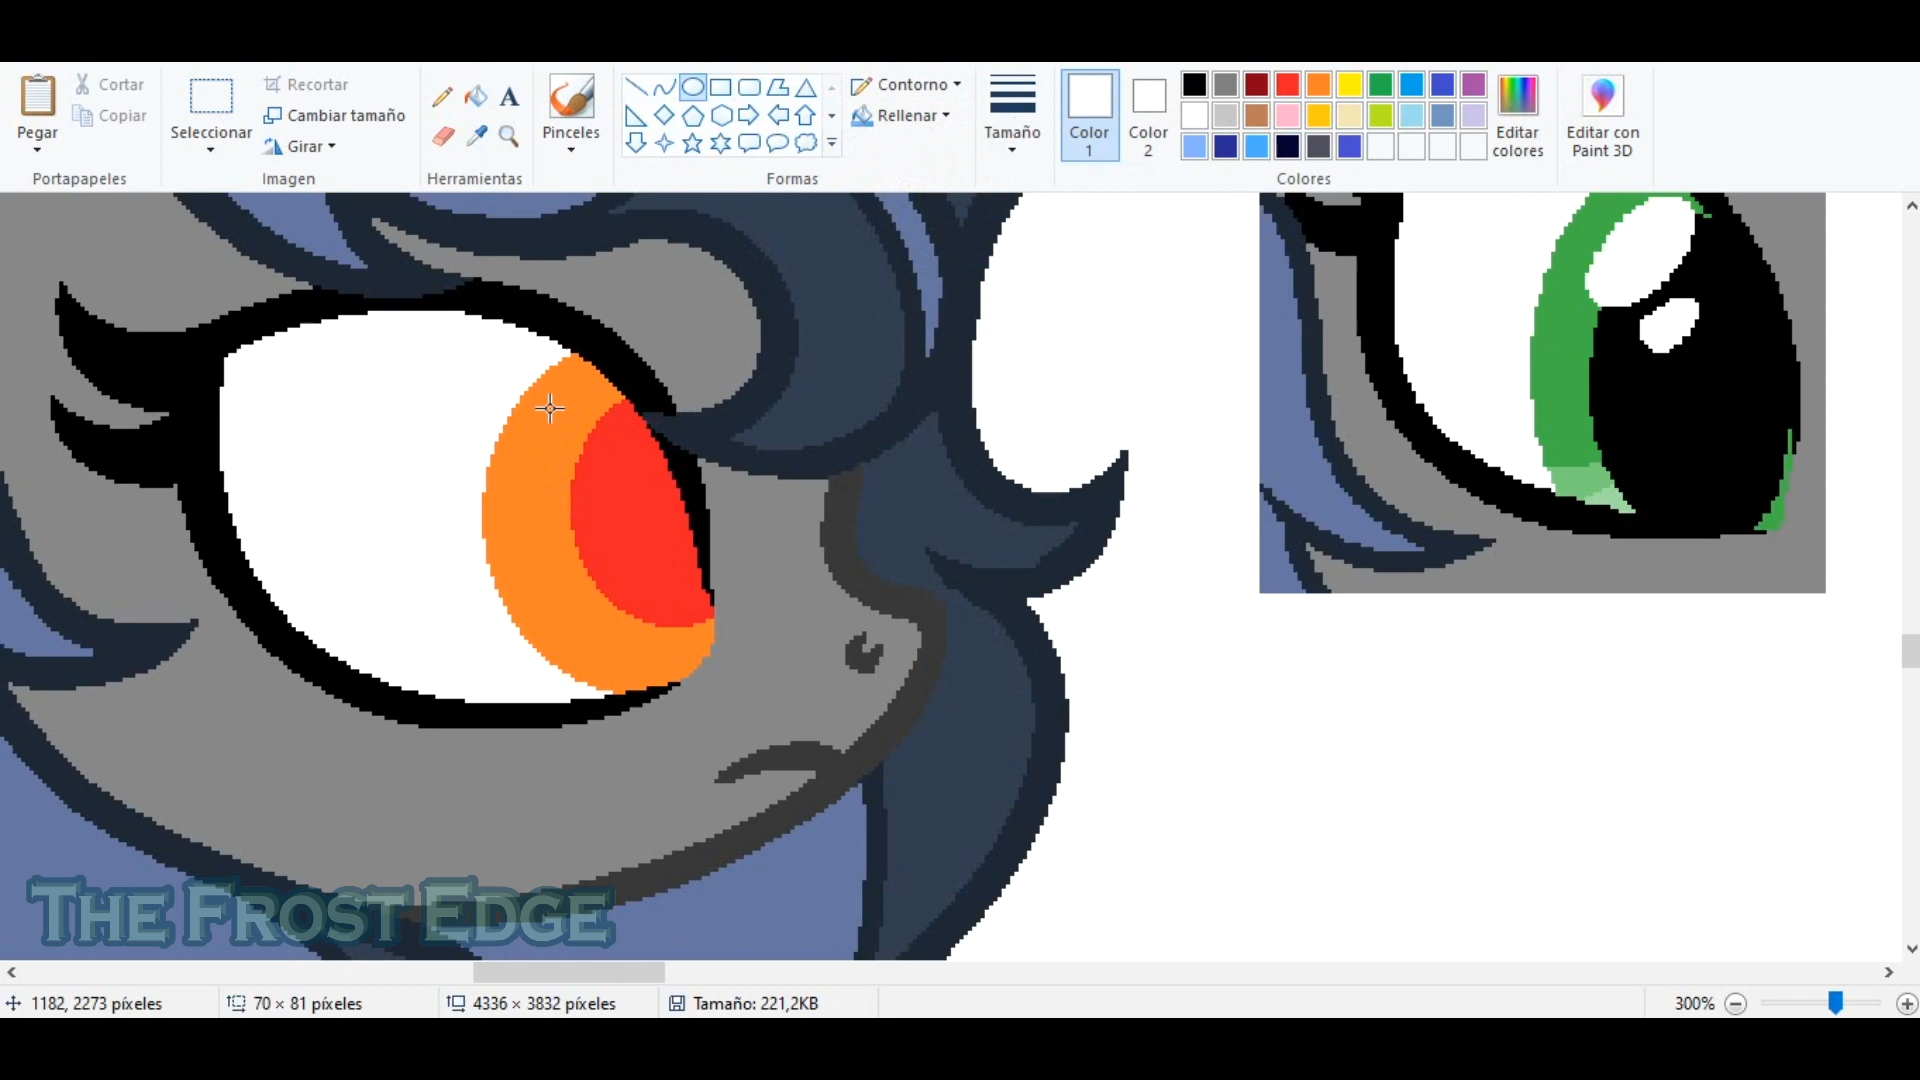 Pegar
Cortar
Copiar
Portapapeles
Seleccionar
Recortar
Cambiar tamaño
Girar
Imagen
A
Herramientas
Pinceles
Formas
Contorno
Rellenar
Tamaño
Color
1
Color
2
Colores
Editar
colores
Editar con
Paint 3D
THE FROST EDGE
1182, 2273 píxeles
70 × 81 píxeles
4336 × 3832 píxeles
Tamaño: 221,2KB
300%